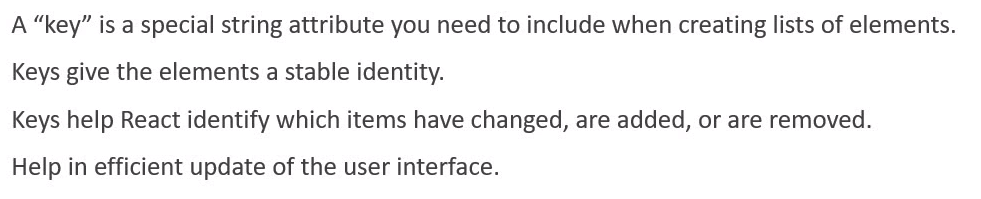 A “key” is a special string attribute you need to include when creating lists of elements.
Keys give the elements a stable identity.
Keys help React identify which items have changed, are added, or are removed.
Help in efficient update of the user interface.